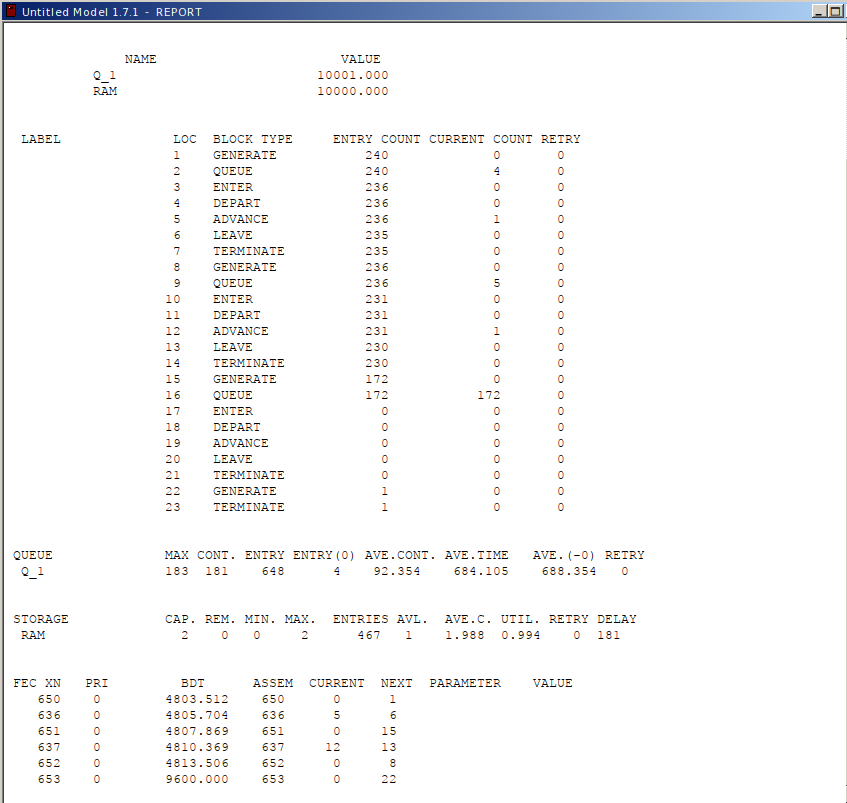 Untitled Model 1.7.1 - REPORT
NAME VALUE
Q_1 10001.000
RAM 10000.000
LABEL LOC BLOCK TYPE ENTRY COUNT CURRENT COUNT RETRY
1 GENERATE 240 0 0
2 QUEUE 240 4 0
3 ENTER 236 0 0
4 DEPART 236 0 0
5 ADVANCE 236 1 0
6 LEAVE 235 0 0
7 TERMINATE 235 0 0
8 GENERATE 236 0 0
9 QUEUE 236 5 0
10 ENTER 231 0 0
11 DEPART 231 0 0
12 ADVANCE 231 1 0
13 LEAVE 230 0 0
14 TERMINATE 230 0 0
15 GENERATE 172 0 0
16 QUEUE 172 172 0
17 ENTER 0 0 0
18 DEPART 0 0 0
19 ADVANCE 0 0 0
20 LEAVE 0 0 0
21 TERMINATE 0 0 0
22 GENERATE 1 0 0
23 TERMINATE 1 0 0
QUEUE MAX CONT. ENTRY ENTRY(0) AVE.CONT. AVE.TIME AVE.(-0) RETRY
Q_1 183 181 648 4 92.354 684.105 688.354 0
STORAGE CAP. REM. MIN. MAX. ENTRIES AVL. AVE.C. UTIL. RETRY DELAY
RAM 2 0 0 2 467 1 1.988 0.994 0 181
FEC XN PRI BDT ASSEM CURRENT NEXT PARAMETER VALUE
650 0 4803.512 650 0 1
636 0 4805.704 636 5 6
651 0 4807.869 651 0 15
637 0 4810.369 637 12 13
652 0 4813.506 652 0 8
653 0 9600.000 653 0 22